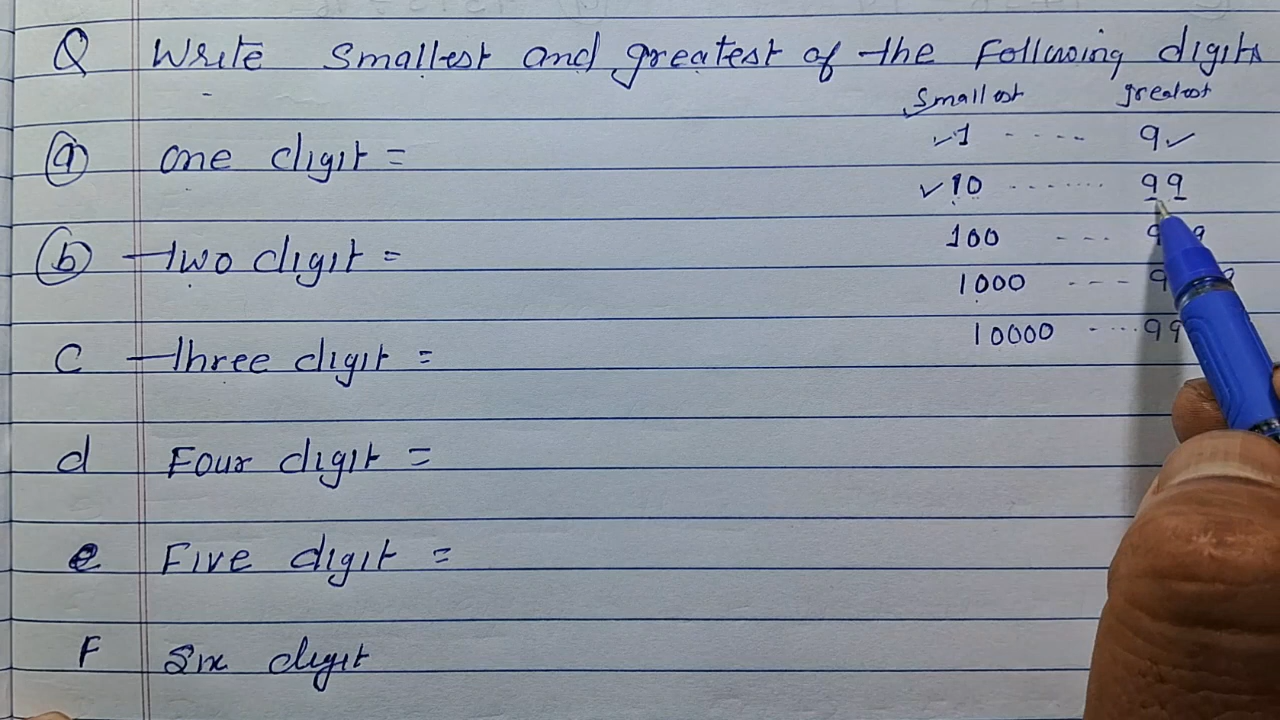 Q Write Smallest and greatest of the Following digits
Smallest greatest
a one digit = ✓1 ---- 9✓
✓10 ------- 99
b two digit = 100 ---
1000 ---
c three digit = 10000 ---
d Four digit =
e Five digit =
F Six digit